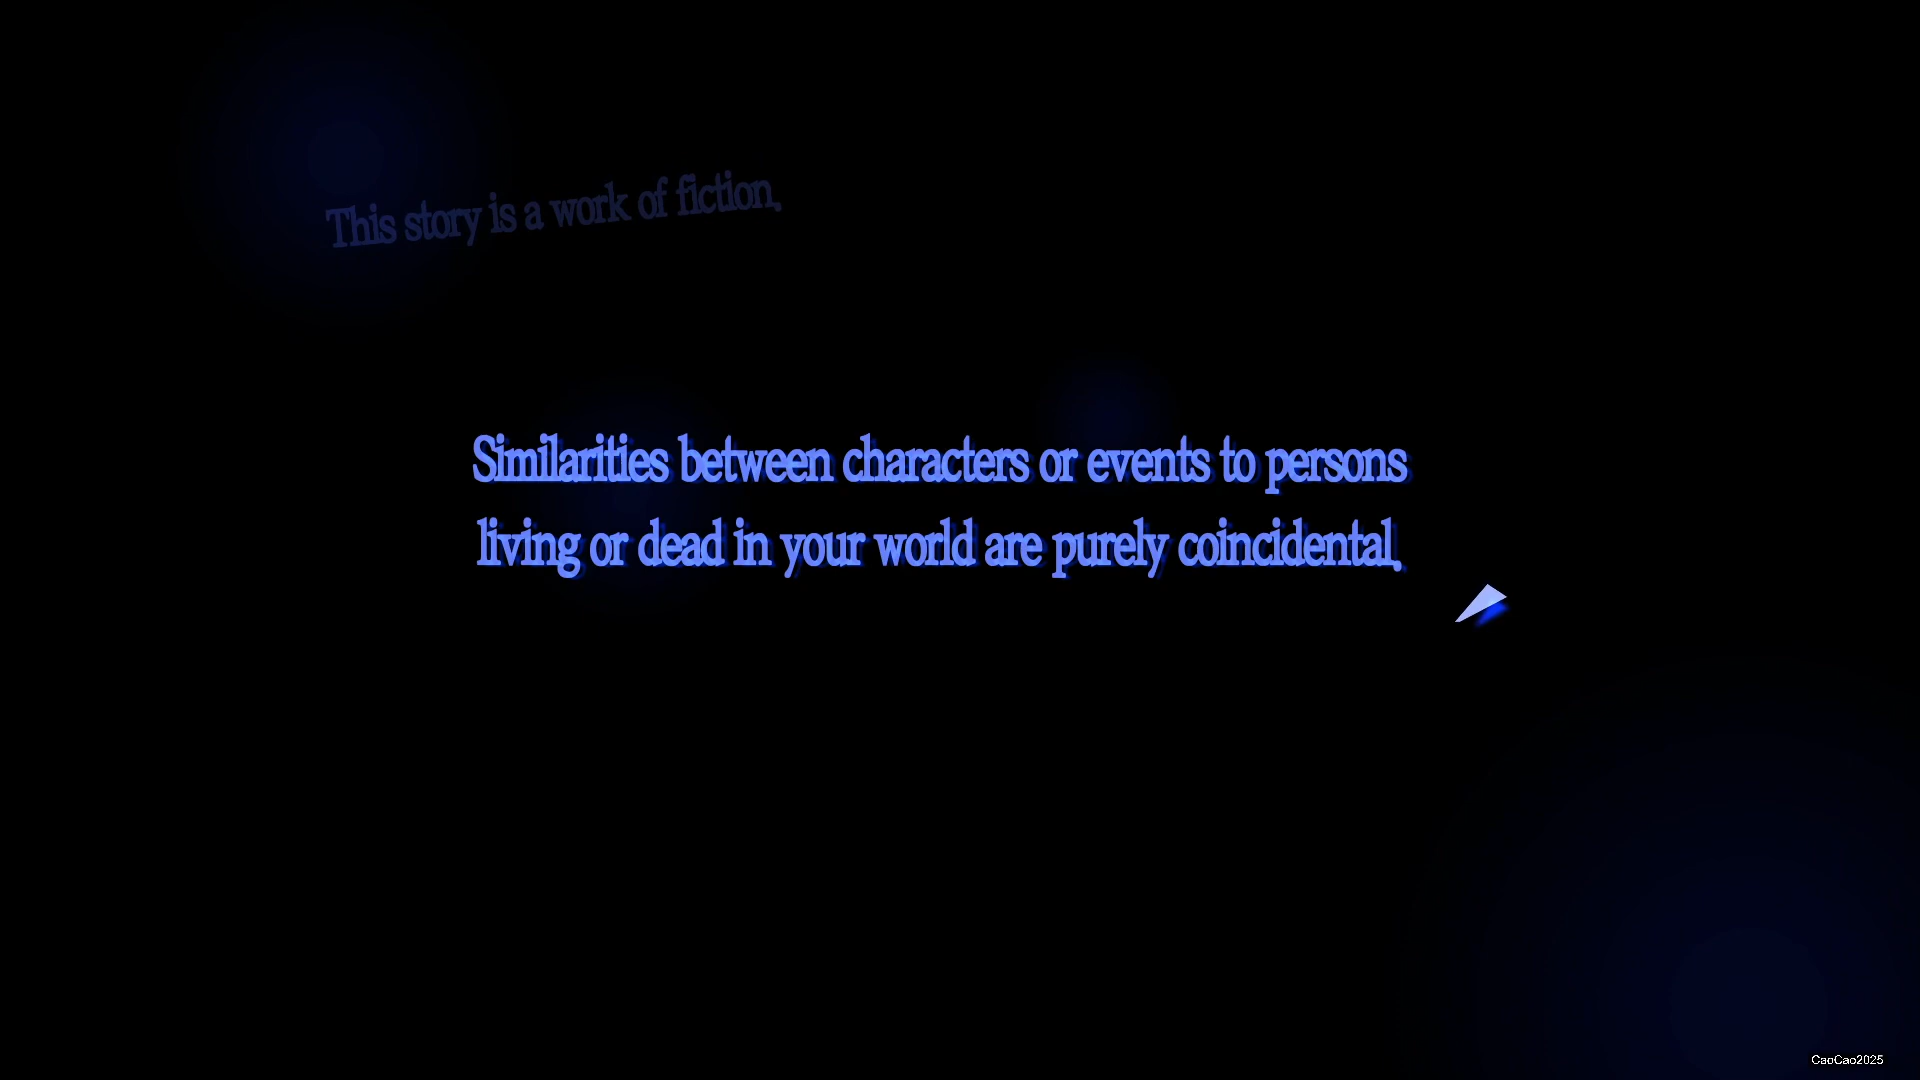 This story is a work of fiction.
Similarities between characters or events to persons
living or dead in your world are purely coincidental.
CaoCao2025